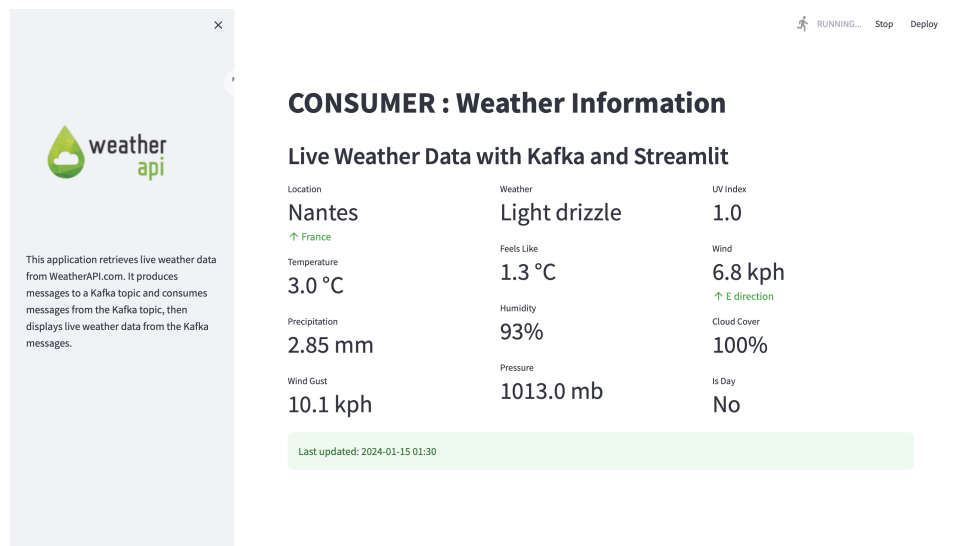 RUNNING...
Stop
Deploy
weather
api
This application retrieves live weather data
from WeatherAPI.com. It produces
messages to a Kafka topic and consumes
messages from the Kafka topic, then
displays live weather data from the Kafka
messages.
CONSUMER : Weather Information
Live Weather Data with Kafka and Streamlit
Location
Nantes
↑ France
Temperature
3.0 °C
Precipitation
2.85 mm
Wind Gust
10.1 kph
Weather
Light drizzle
Feels Like
1.3 °C
Humidity
93%
Pressure
1013.0 mb
UV Index
1.0
Wind
6.8 kph
↑ E direction
Cloud Cover
100%
Is Day
No
Last updated: 2024-01-15 01:30